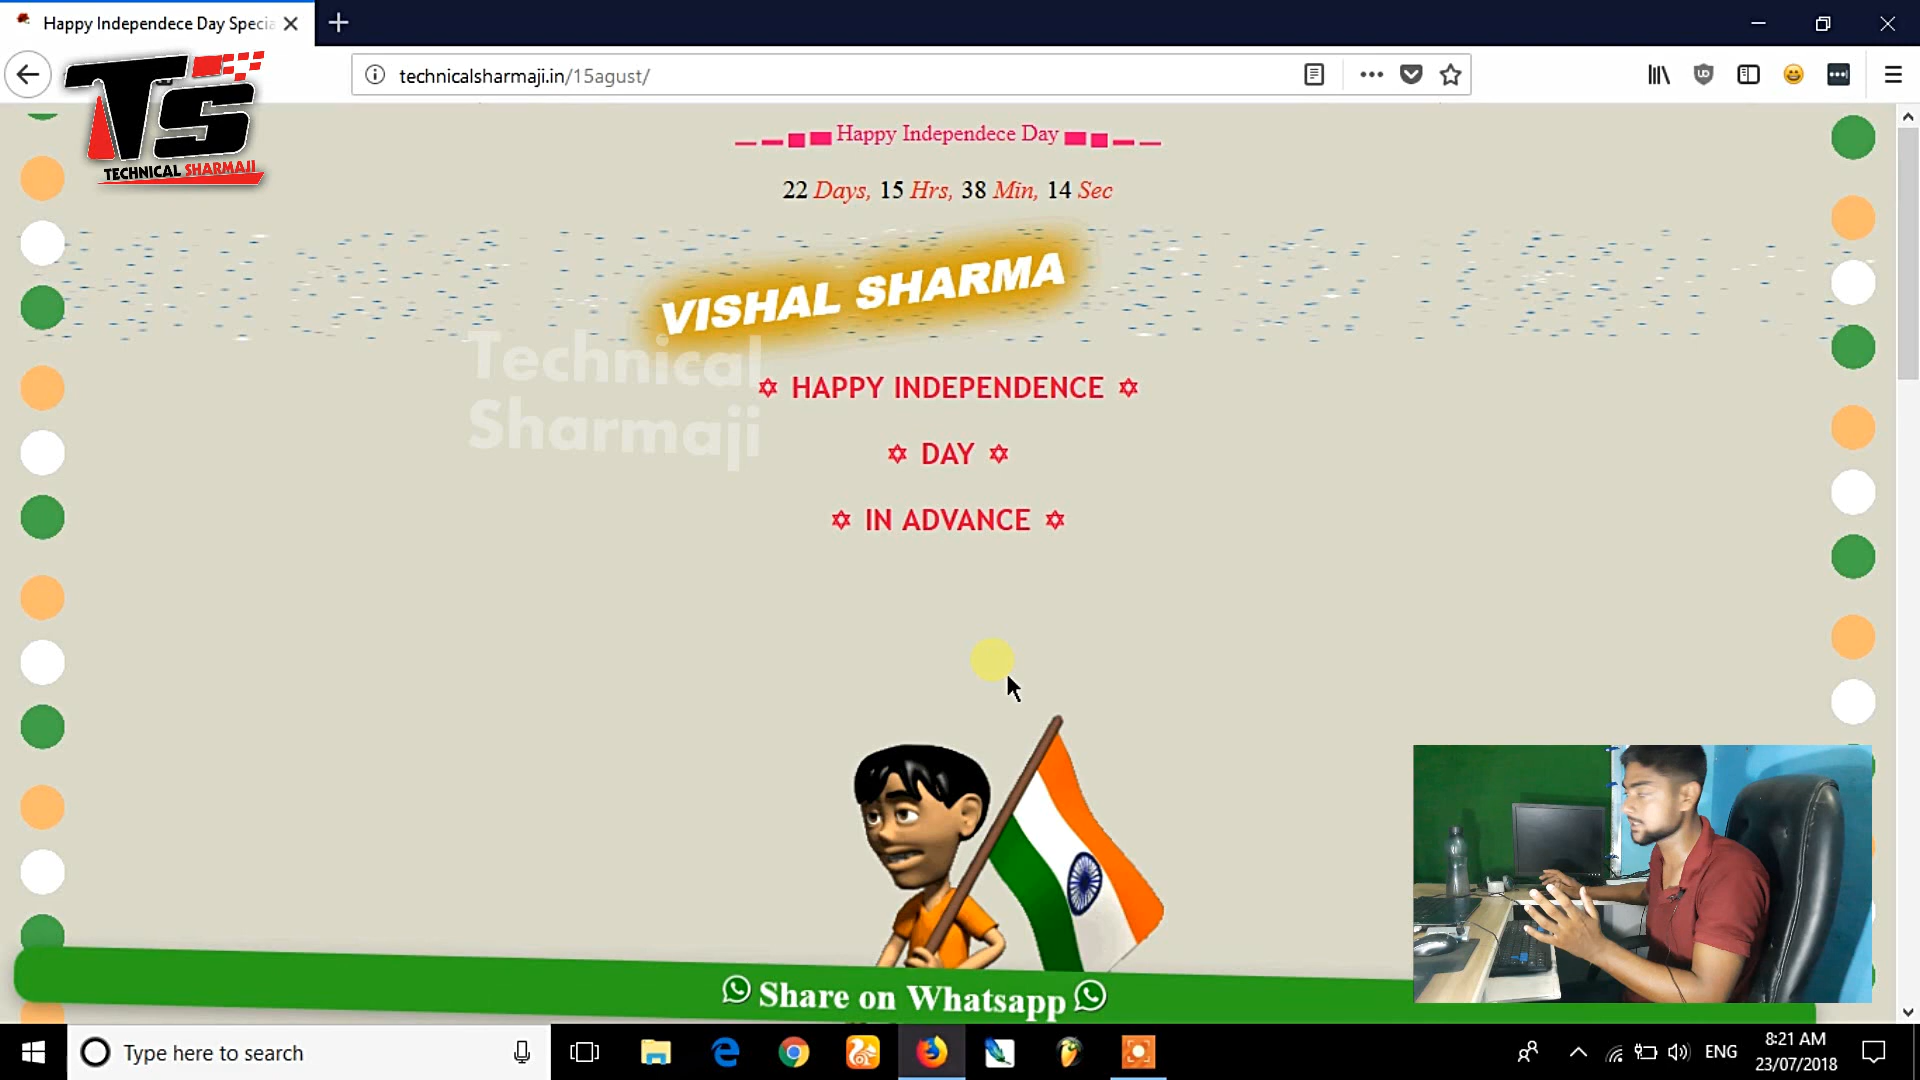 Happy Independece Day Specia
technicalsharmaji.in/15agust/
TS
TECHNICAL SHARMAJI
Happy Independece Day
22 Days, 15 Hrs, 38 Min, 14 Sec
VISHAL SHARMA
Technical
Sharmaji
✡ HAPPY INDEPENDENCE ✡
✡ DAY ✡
✡ IN ADVANCE ✡
Share on Whatsapp
Type here to search
ENG
8:21 AM
23/07/2018